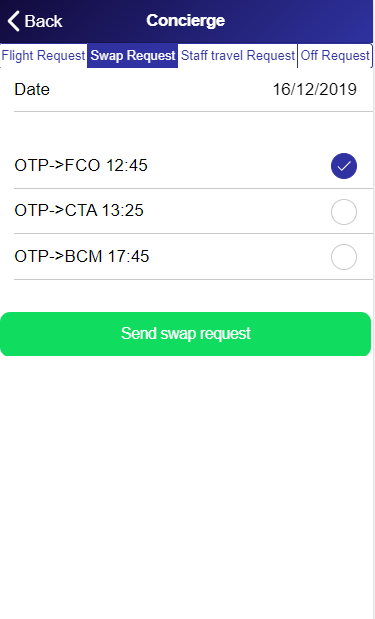 Back Concierge
Flight Request Swap Request Staff travel Request Off Request
Date 16/12/2019
OTP->FCO 12:45
OTP->CTA 13:25
OTP->BCM 17:45
Send swap request